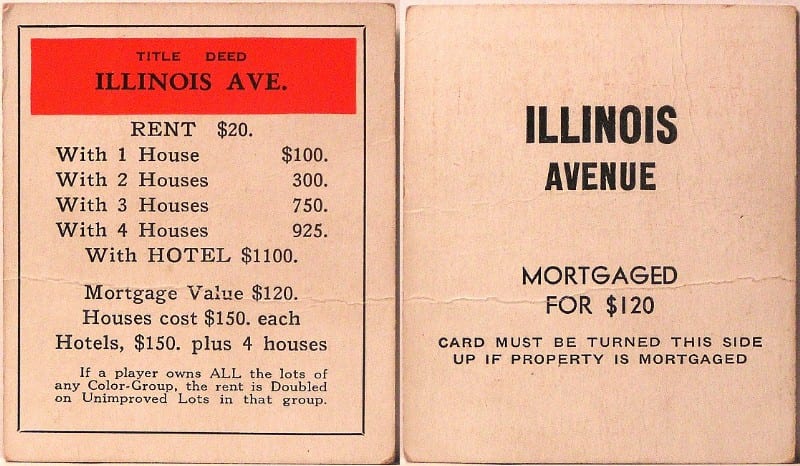 TITLE DEED
ILLINOIS AVE.
RENT $20.
With 1 House $100.
With 2 Houses 300.
With 3 Houses 750.
With 4 Houses 925.
With HOTEL $1100.
Mortgage Value $120.
Houses cost $150. each
Hotels, $150. plus 4 houses
If a player owns ALL the lots of
any Color-Group, the rent is Doubled
on Unimproved Lots in that group.
ILLINOIS
AVENUE
MORTGAGED
FOR $120
CARD MUST BE TURNED THIS SIDE
UP IF PROPERTY IS MORTGAGED